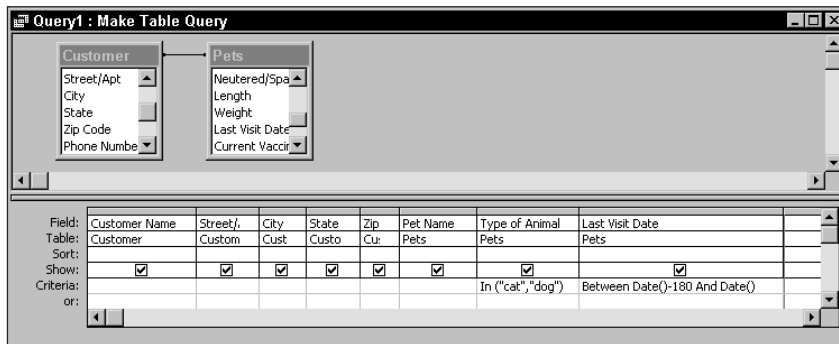 Query1 : Make Table Query
Customer
Street/Apt
City
State
Zip Code
Phone Numbe
Pets
Neutered/Spa
Length
Weight
Last Visit Date
Current Vaccin
Field: Customer Name Street/. City State Zip Pet Name Type of Animal Last Visit Date
Table: Customer Custom Cust Custo Cu: Pets Pets Pets
Sort:
Show:
Criteria: In ("cat","dog") Between Date()-180 And Date()
or: